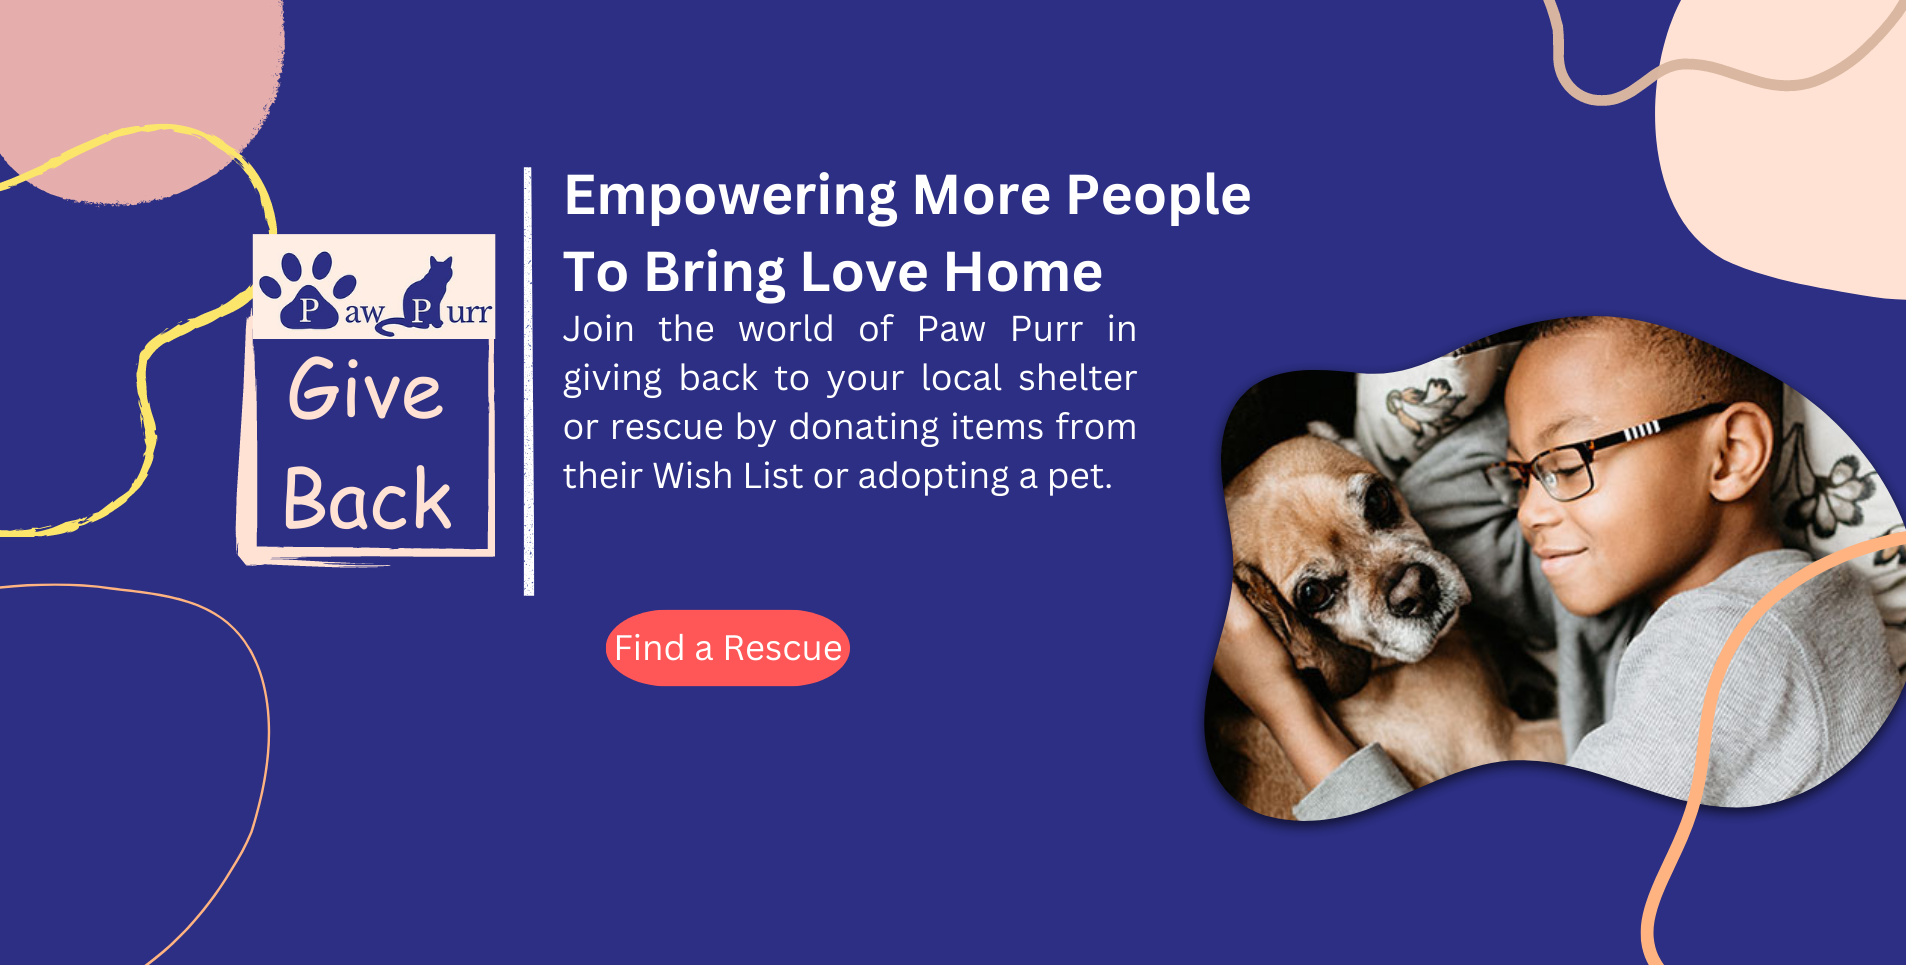 Paw Purr
Give
Back
Empowering More People
To Bring Love Home
Join the world of Paw Purr in
giving back to your local shelter
or rescue by donating items from
their Wish List or adopting a pet.
Find a Rescue